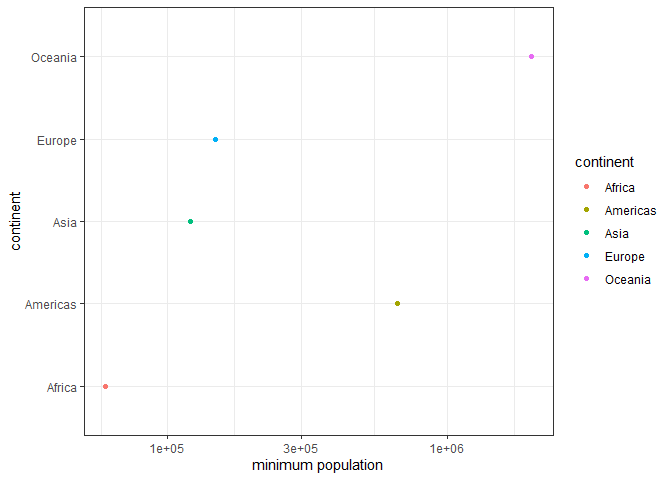 Oceania
Europe
Asia
Americas
Africa
continent
1e+05
3e+05
1e+06
minimum population
continent
Africa
Americas
Asia
Europe
Oceania